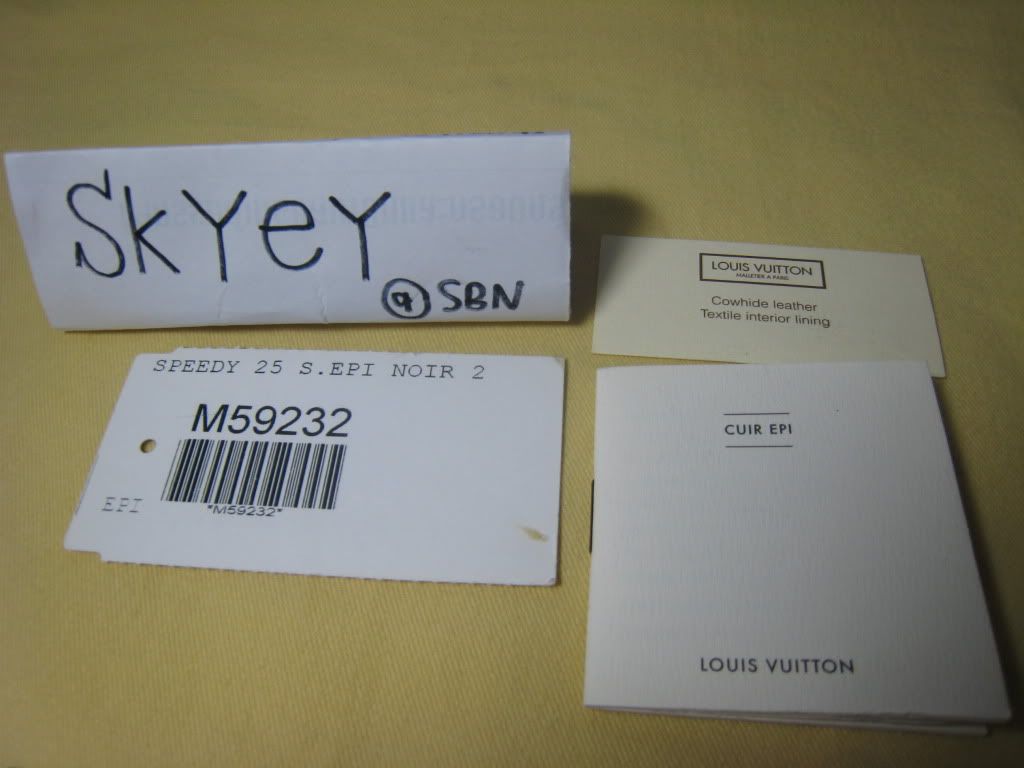 SkYeY
@ SBN
LOUIS VUITTON
MALLETIER A PARIS
Cowhide leather
Textile interior lining
SPEEDY 25 S.EPI NOIR 2
M59232
EPI
"M59232"
CUIR EPI
LOUIS VUITTON